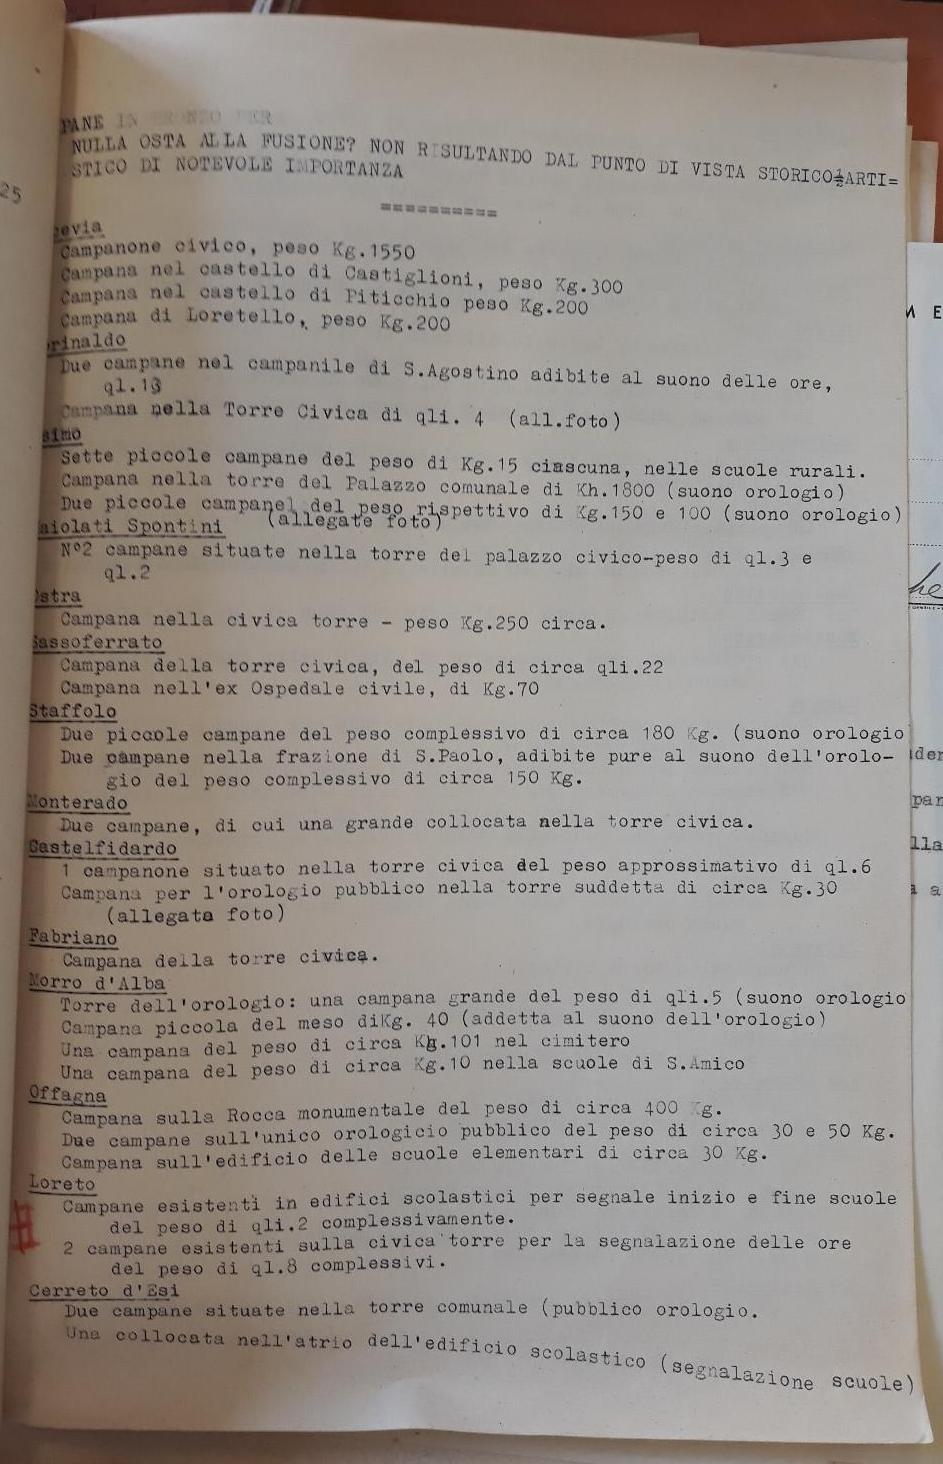 PANE IN BRONZO PER
NULLA OSTA ALLA FUSIONE? NON RISULTANDO DAL PUNTO DI VISTA STORICO½ARTI=
STICO DI NOTEVOLE IMPORTANZA
==========
25
cevia
Campanone civico, peso Kg.1550
Campana nel castello di Castiglioni, peso Kg.300
Campana nel castello di Piticchio peso Kg.200
Campana di Loretello, peso Kg.200
orinaldo
Due campane nel campanile di S.Agostino adibite al suono delle ore,
ql.13
Campana nella Torre Civica di qli. 4 (all.foto)
simo
Sette piccole campane del peso di Kg.15 ciascuna, nelle scuole rurali.
Campana nella torre del Palazzo comunale di Kh.1800 (suono orologio)
Due piccole campanel del peso rispettivo di Kg.150 e 100 (suono orologio)
(allegate foto)
aiolati Spontini
N°2 campane situate nella torre del palazzo civico-peso di ql.3 e
ql.2
Ostra
Campana nella civica torre - peso Kg.250 circa.
Sassoferrato
Campana della torre civica, del peso di circa qli.22
Campana nell'ex Ospedale civile, di Kg.70
Staffolo
Due piccole campane del peso complessivo di circa 180 Kg. (suono orologio
Due campane nella frazione di S.Paolo, adibite pure al suono dell'orolo-
gio del peso complessivo di circa 150 Kg.
Monterado
Due campane, di cui una grande collocata nella torre civica.
Castelfidardo
1 campanone situato nella torre civica del peso approssimativo di ql.6
Campana per l'orologio pubblico nella torre suddetta di circa Kg.30
(allegata foto)
Fabriano
Campana della torre civica.
Morro d'Alba
Torre dell'orologio: una campana grande del peso di qli.5 (suono orologio
Campana piccola del meso diKg. 40 (addetta al suono dell'orologio)
Una campana del peso di circa Kg.101 nel cimitero
Una campana del peso di circa Kg.10 nella scuole di S.Amico
Offagna
Campana sulla Rocca monumentale del peso di circa 400 Kg.
Due campane sull'unico orologicio pubblico del peso di circa 30 e 50 Kg.
Campana sull'edificio delle scuole elementari di circa 30 Kg.
Loreto
Campane esistenti in edifici scolastici per segnale inizio e fine scuole
del peso di qli.2 complessivamente.
2 campane esistenti sulla civica torre per la segnalazione delle ore
del peso di ql.8 complessivi.
Cerreto d'Esi
Due campane situate nella torre comunale (pubblico orologio.
Una collocata nell'atrio dell'edificio scolastico (segnalazione scuole)
M E
he
der
par
lla
a